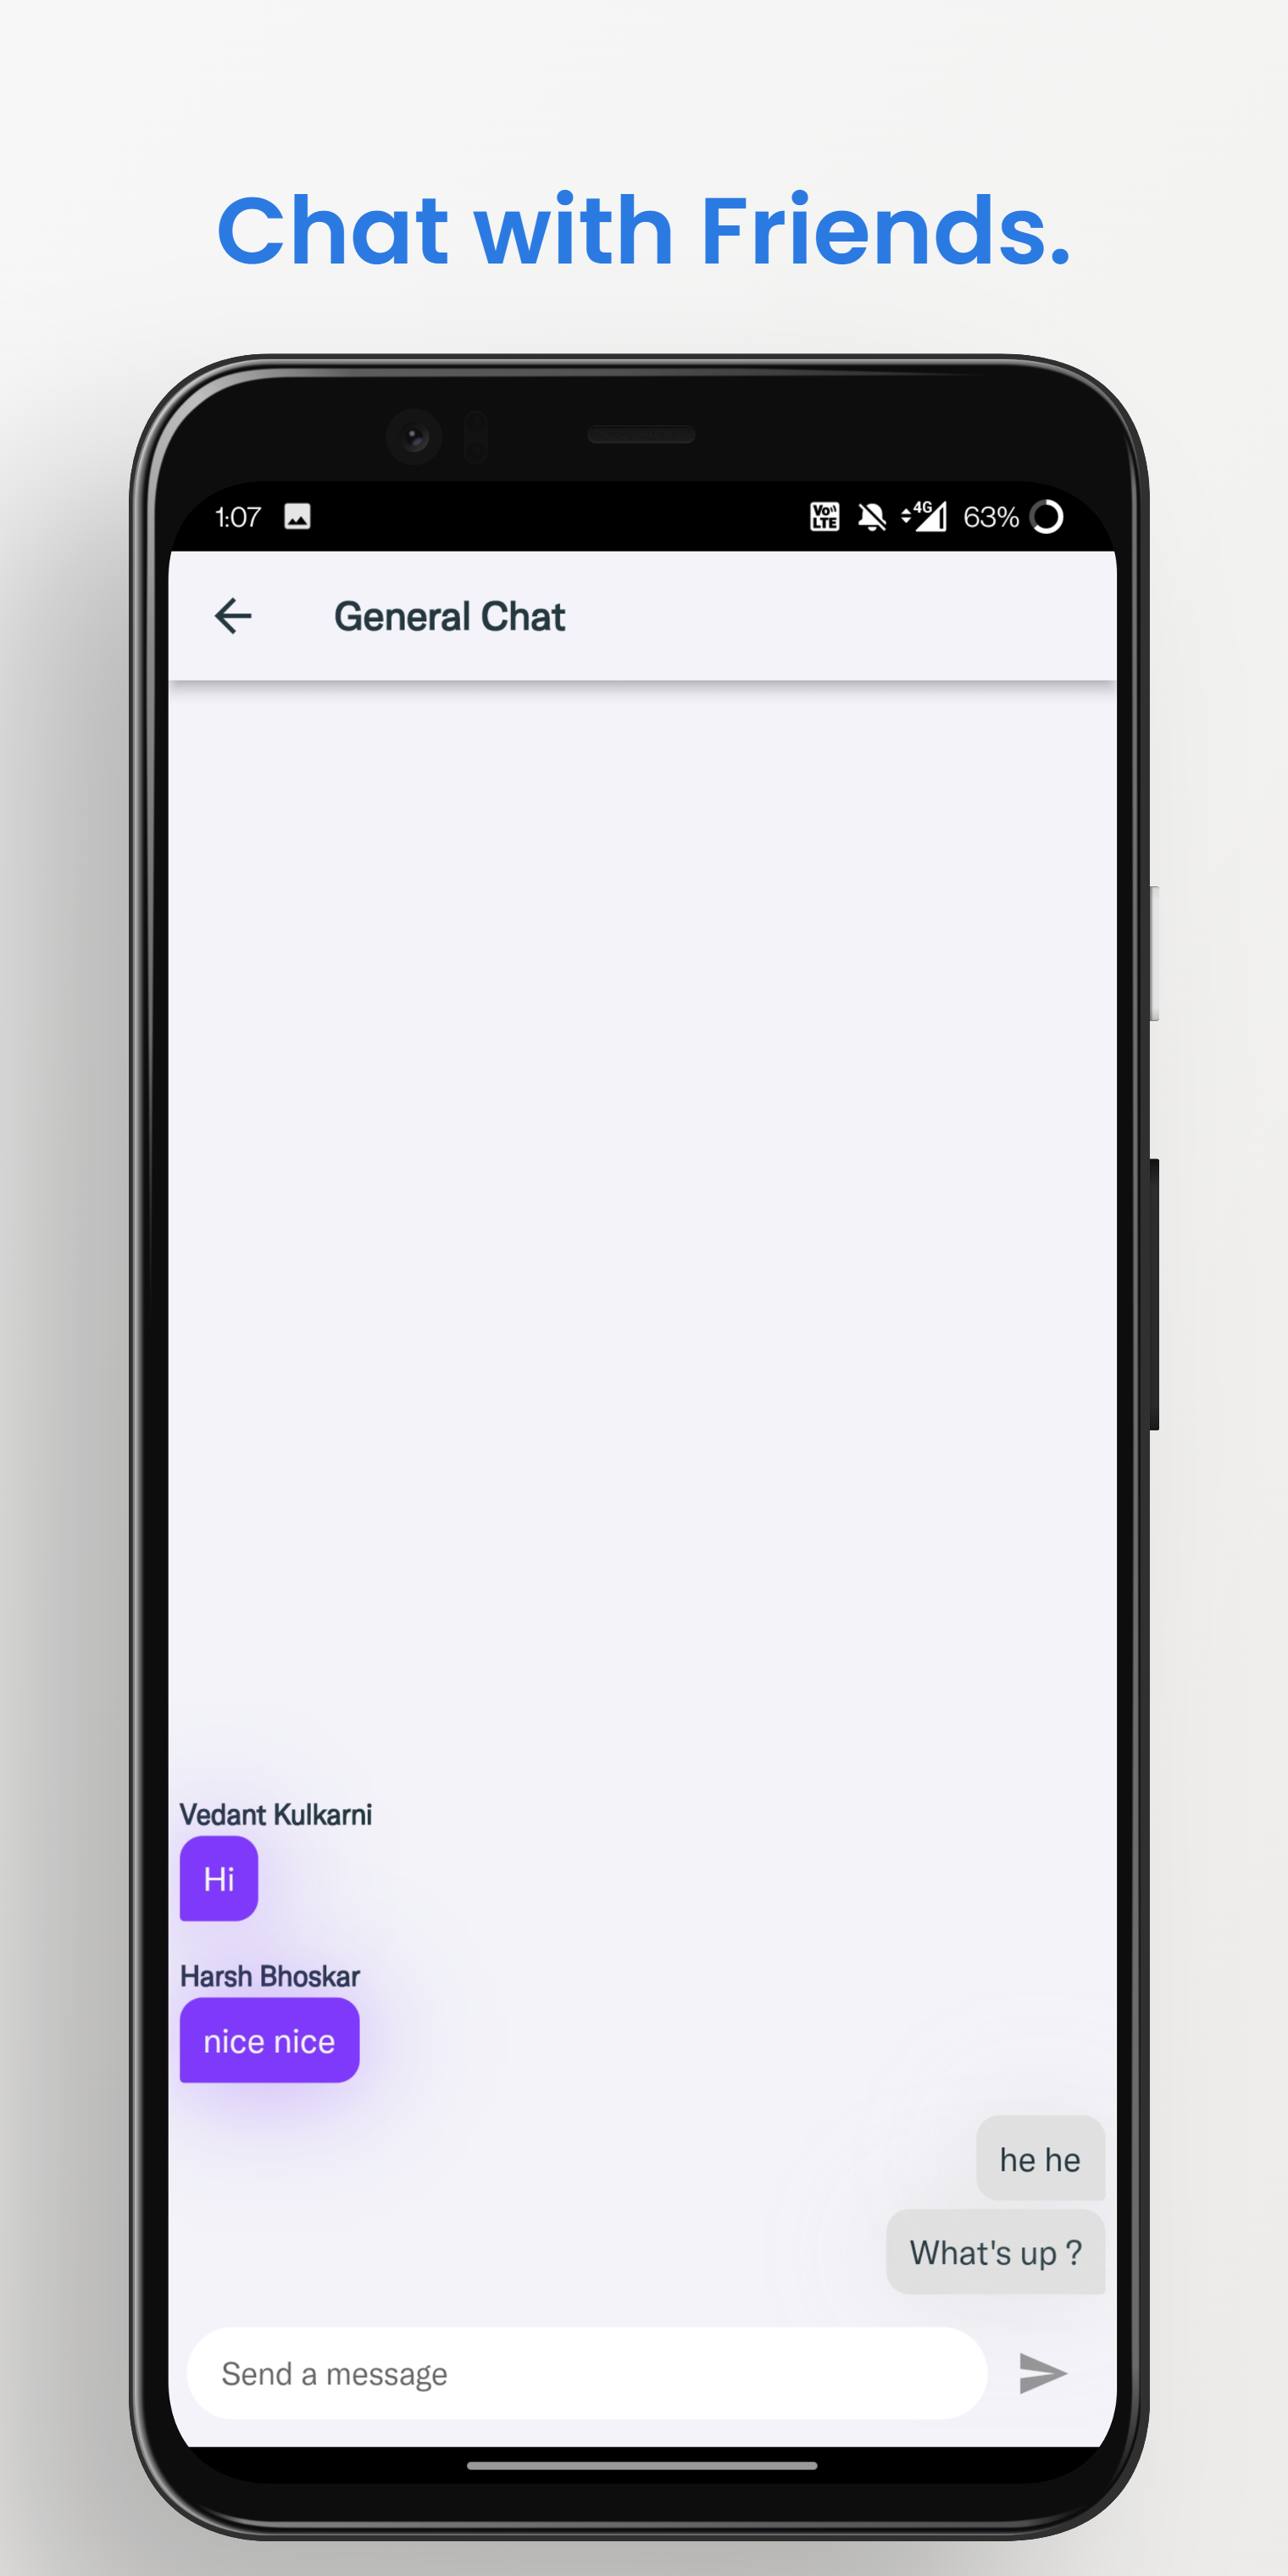 Chat with Friends.
1:07 Vo LTE 4G 63%
General Chat
Vedant Kulkarni
Hi
Harsh Bhoskar
nice nice
he he
What's up ?
Send a message